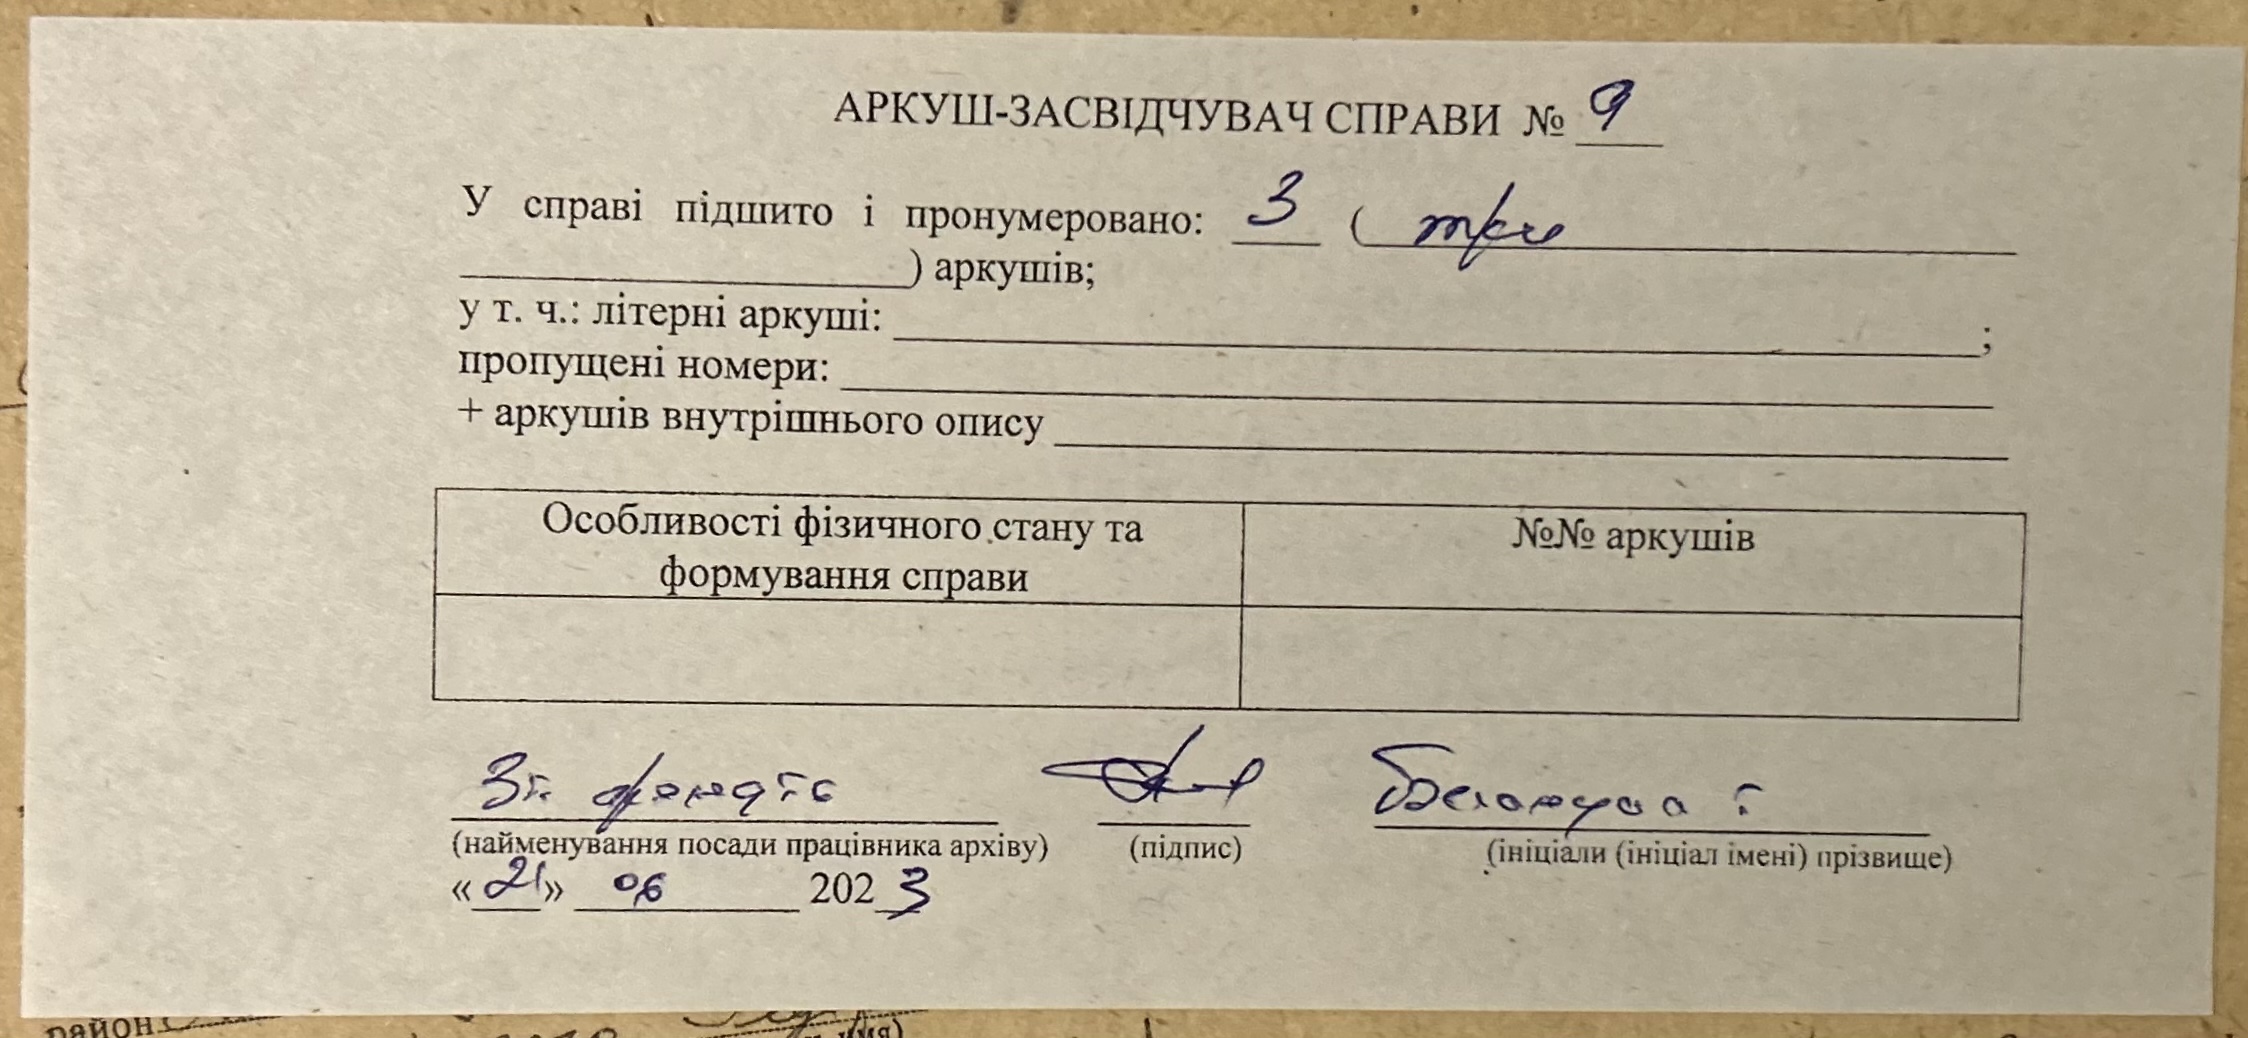 АРКУШ-ЗАСВІДЧУВАЧ СПРАВИ № 9
У справі підшито і пронумеровано: 3 ( три
) аркушів;
у т. ч.: літерні аркуші: ;
пропущені номери:
+ аркушів внутрішнього опису
Особливості фізичного стану та
формування справи
№№ аркушів
Зб. фондів
(найменування посади працівника архіву) (підпис) (ініціали (ініціал імені) прізвище)
«21» 06 2023
район